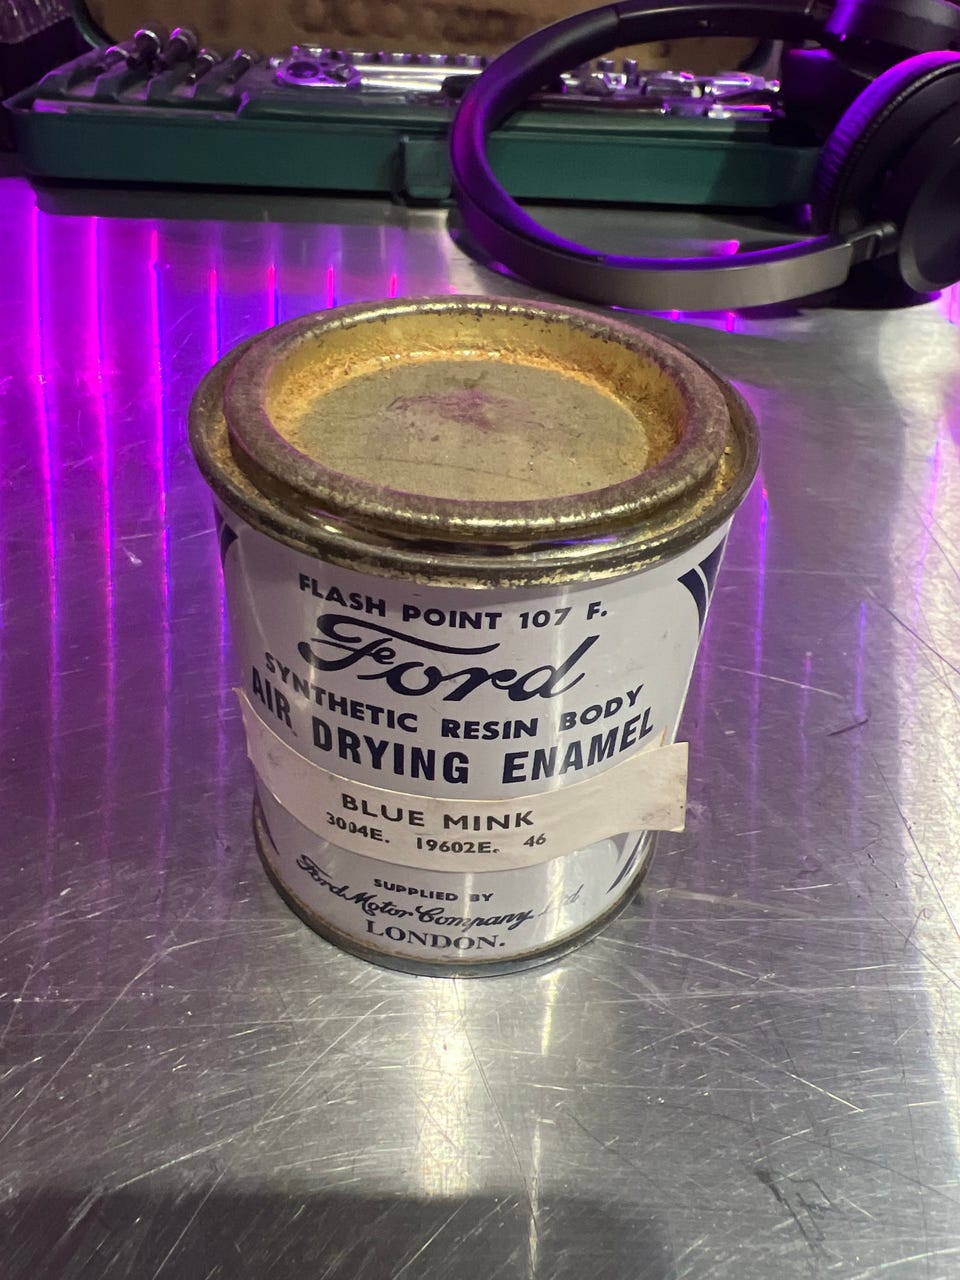 FLASH POINT 107 F.
Ford
SYNTHETIC RESIN BODY
AIR DRYING ENAMEL
BLUE MINK
3004E. 19602E. 46
SUPPLIED BY
Ford Motor Company Ltd
LONDON.